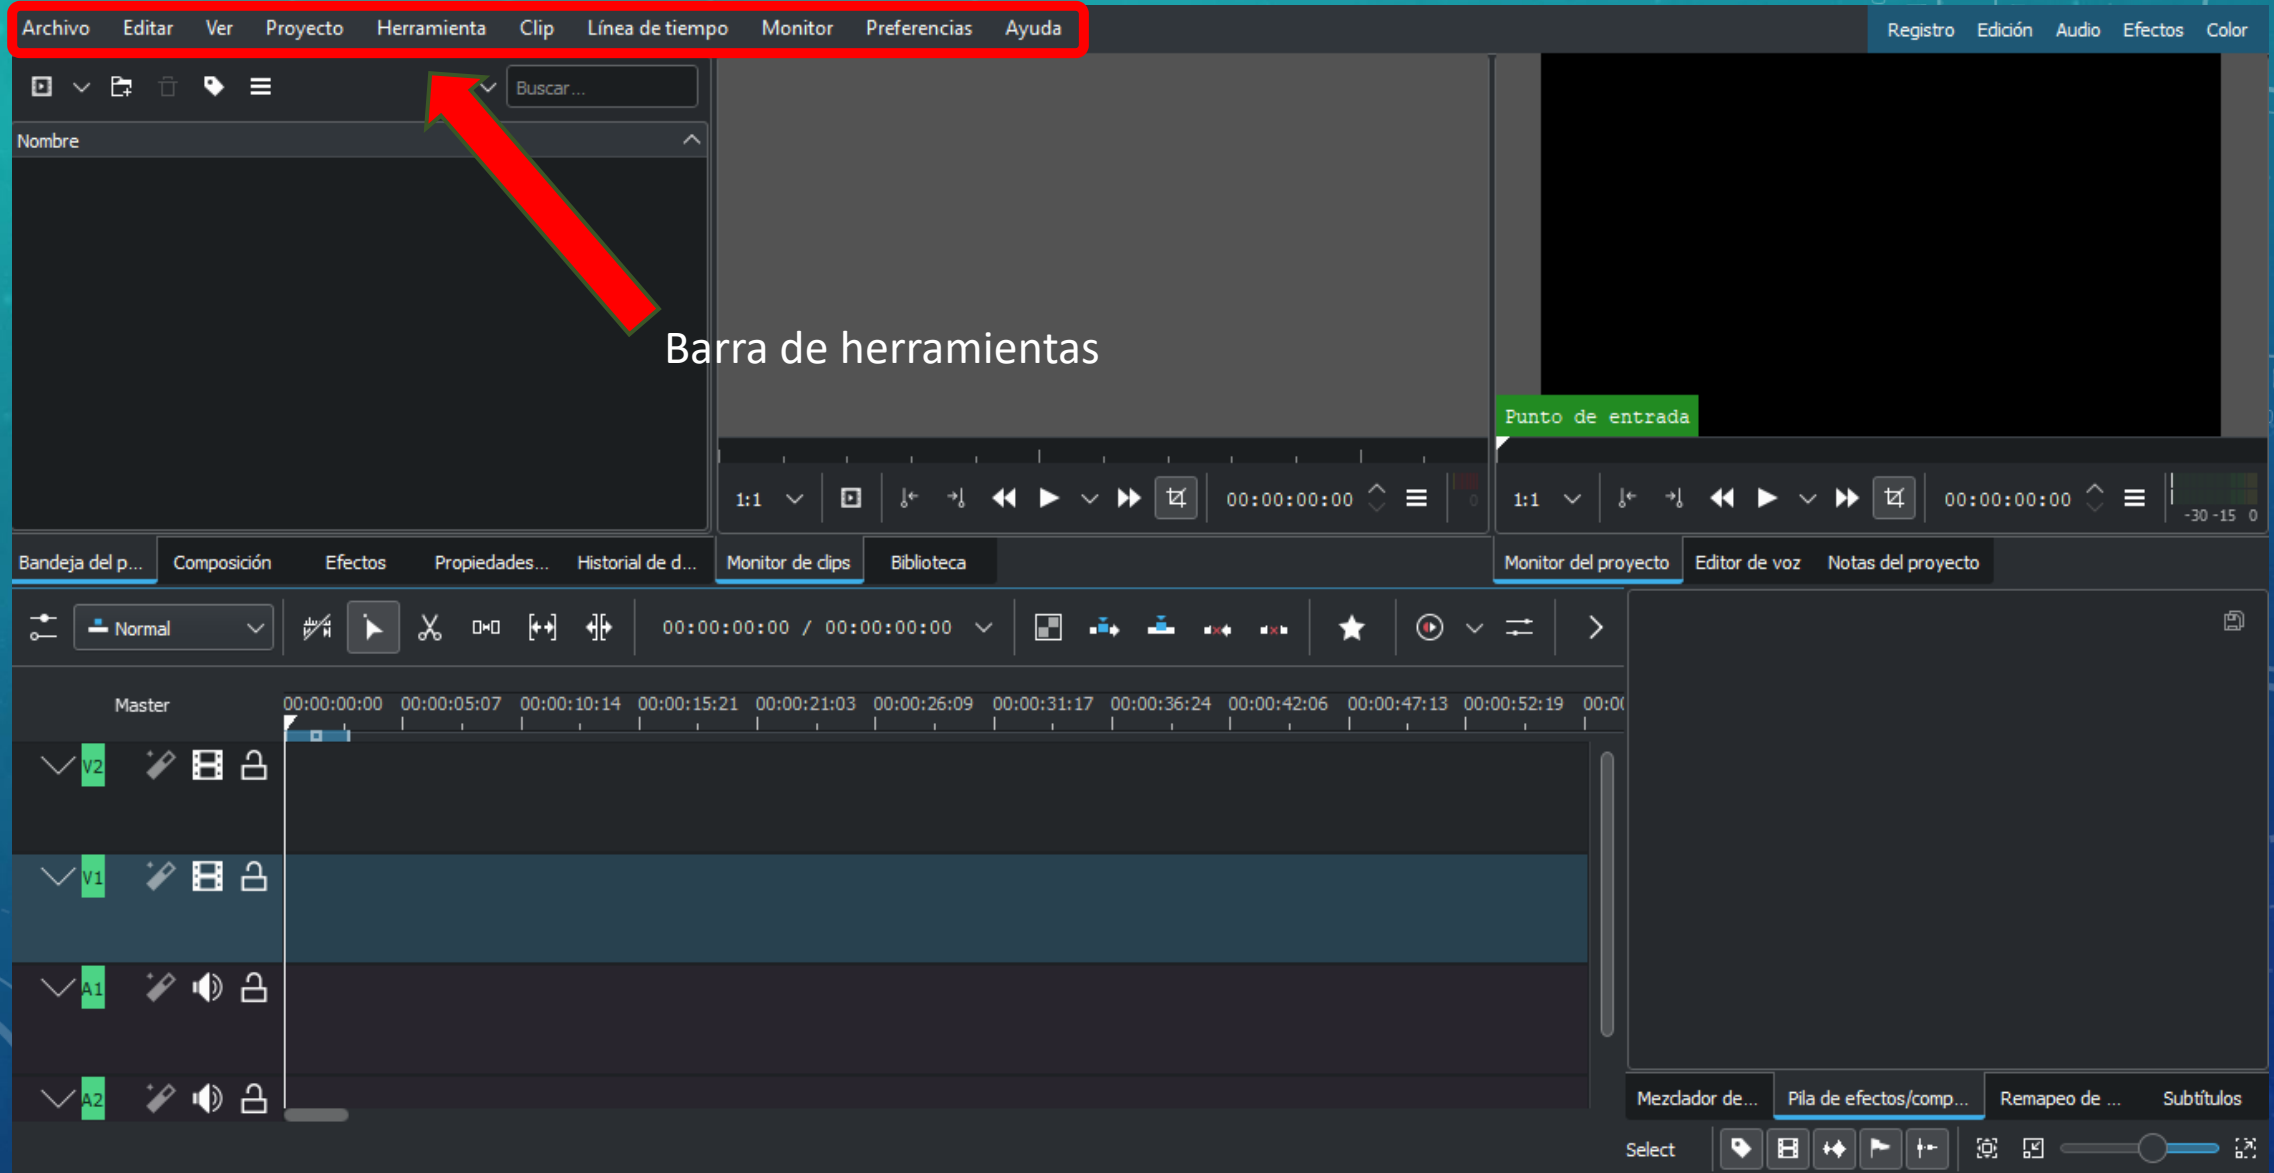 Archivo Editar Ver Proyecto Herramienta Clip Línea de tiempo Monitor Preferencias Ayuda
Registro Edición Audio Efectos Color
Buscar...
Nombre
Barra de herramientas
Punto de entrada
1:1 00:00:00:00 0
1:1 00:00:00:00 -30 -15 0
Bandeja del p... Composición Efectos Propiedades... Historial de d... Monitor de clips Biblioteca Monitor del proyecto Editor de voz Notas del proyecto
Normal 00:00:00:00 / 00:00:00:00
Master 00:00:00:00 00:00:05:07 00:00:10:14 00:00:15:21 00:00:21:03 00:00:26:09 00:00:31:17 00:00:36:24 00:00:42:06 00:00:47:13 00:00:52:19 00:00
V2
V1
A1
A2
Mezclador de... Pila de efectos/comp... Remapeo de ... Subtítulos
Select